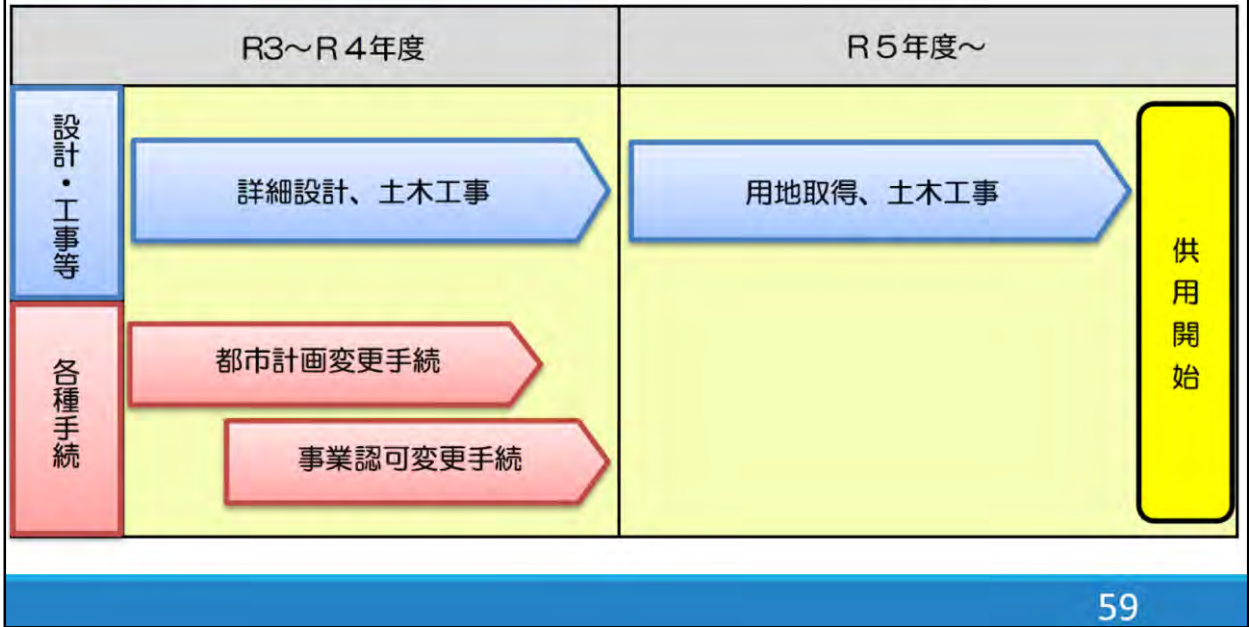 R3～R４年度
R５年度～
設計・工事等
詳細設計、土木工事
用地取得、土木工事
供用開始
各種手続
都市計画変更手続
事業認可変更手続
59